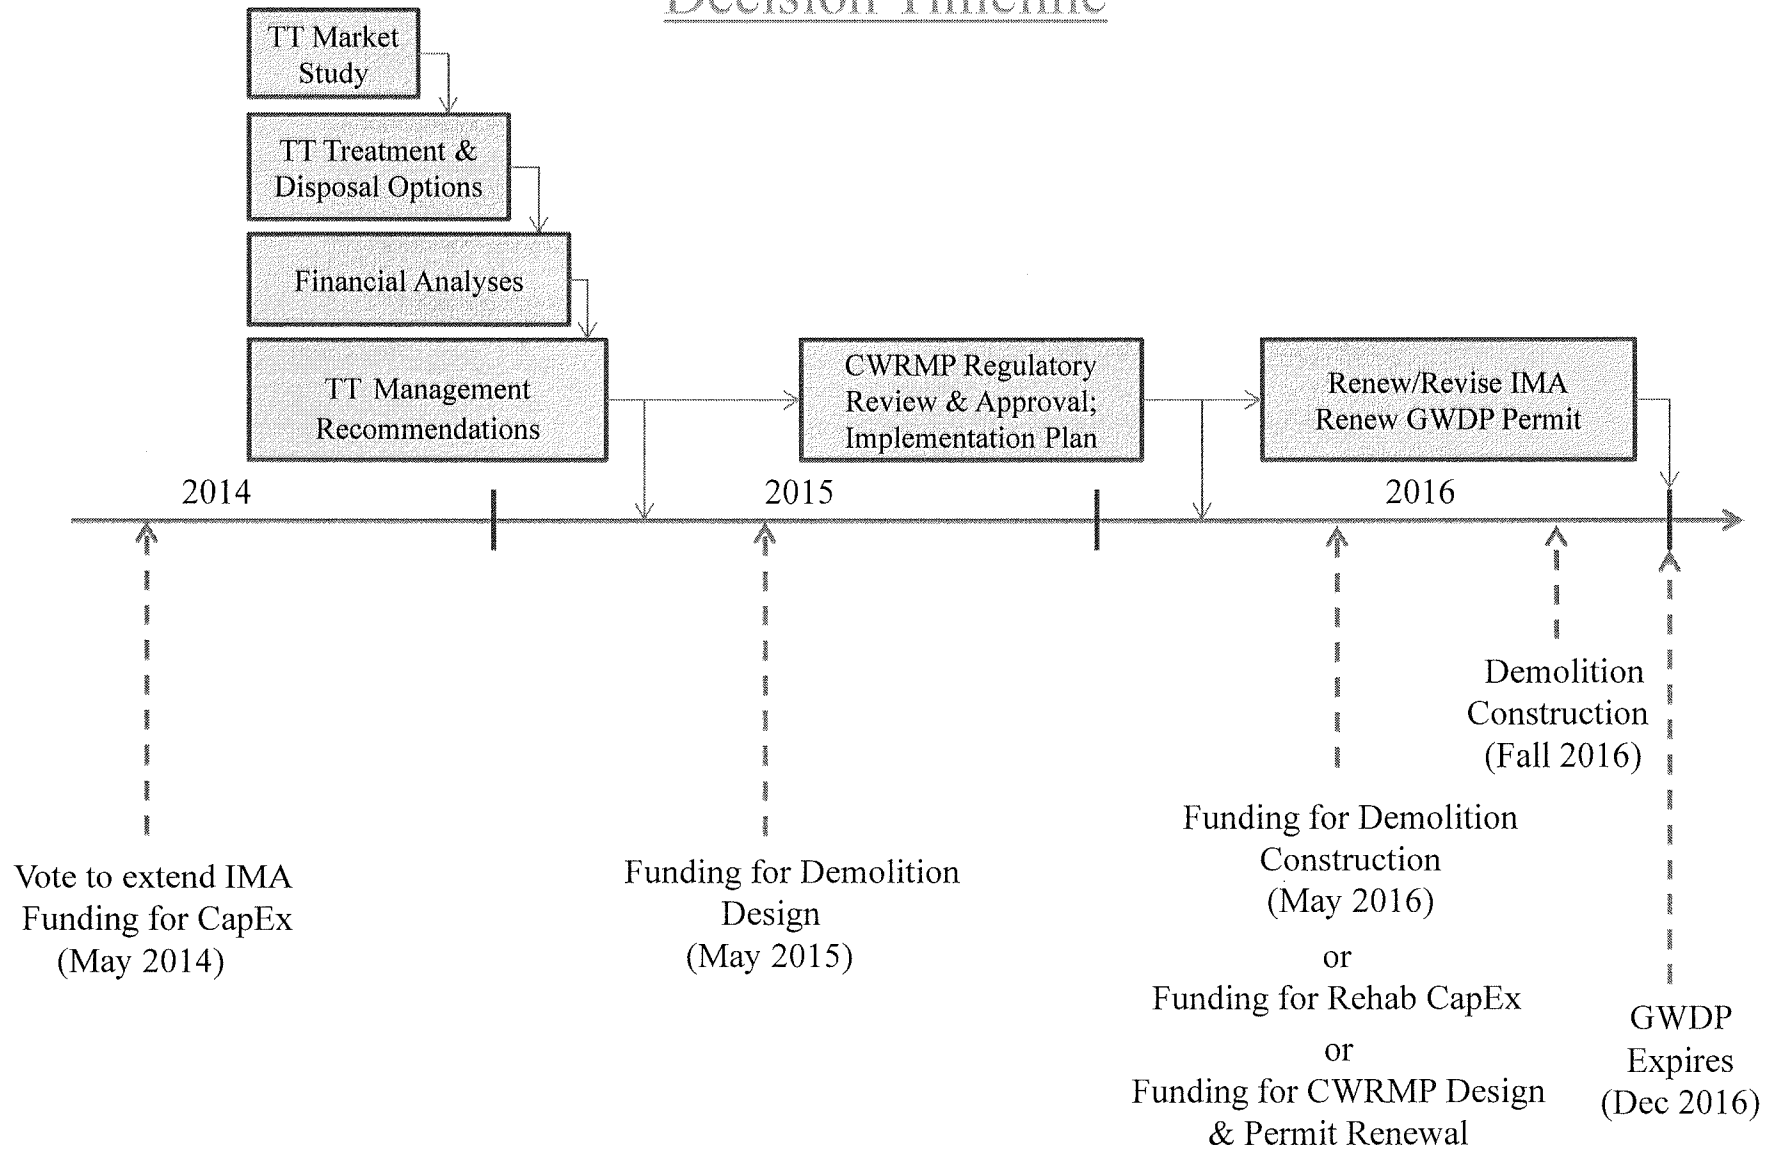 Decision Timeline
TT Market
Study
TT Treatment &
Disposal Options
Financial Analyses
TT Management
Recommendations
CWRMP Regulatory
Review & Approval;
Implementation Plan
Renew/Revise IMA
Renew GWDP Permit
2014
2015
2016
Vote to extend IMA
Funding for CapEx
(May 2014)
Funding for Demolition
Design
(May 2015)
Funding for Demolition
Construction
(May 2016)
or
Funding for Rehab CapEx
or
Funding for CWRMP Design
& Permit Renewal
Demolition
Construction
(Fall 2016)
GWDP
Expires
(Dec 2016)